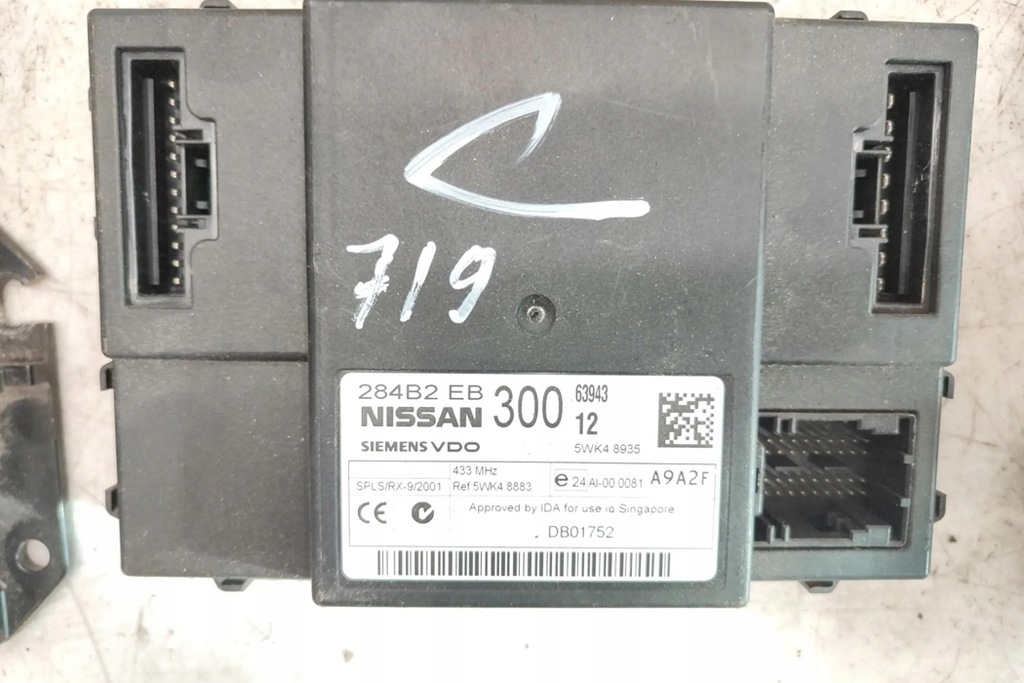 719
284B2 EB 300 63943
NISSAN 12
SIEMENS VDO 5WK4 8935
433 MHz
SPLS/RX-9/2001 Ref 5WK4 8883 e 24 AI-00 0081 A9A2F
CE Approved by IDA for use in Singapore
DB01752